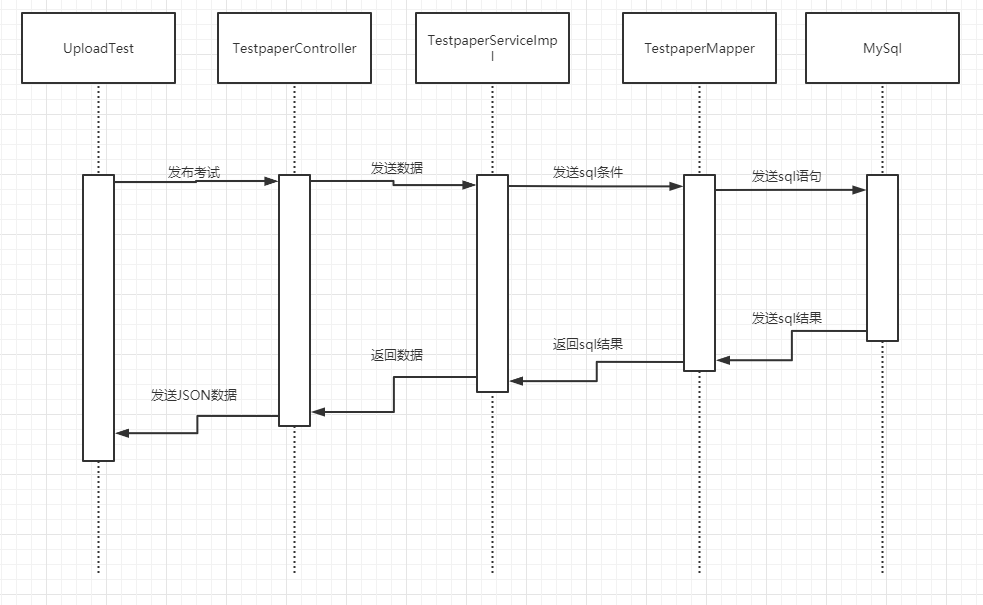 UploadTest
TestpaperController
TestpaperServiceImp
l
TestpaperMapper
MySql
发布考试
发送数据
发送sql条件
发送sql语句
发送sql结果
返回sql结果
返回数据
发送JSON数据